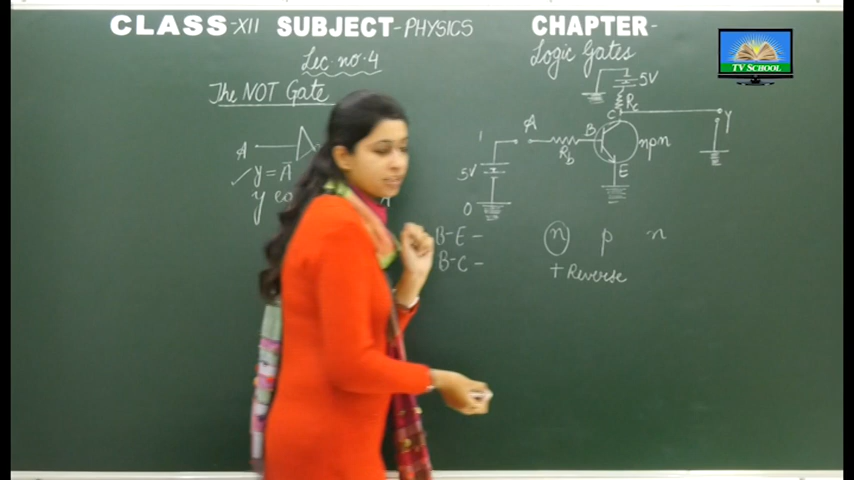 CLASS-XII SUBJECT-PHYSICS CHAPTER-
Lec no. 4
Logic Gates
TV SCHOOL
The NOT Gate
5V
Rc
C
Y
1
A
B
npn
Rb
E
A
5V
y = Ā
0
B-E -
n p n
B-C -
+ Reverse